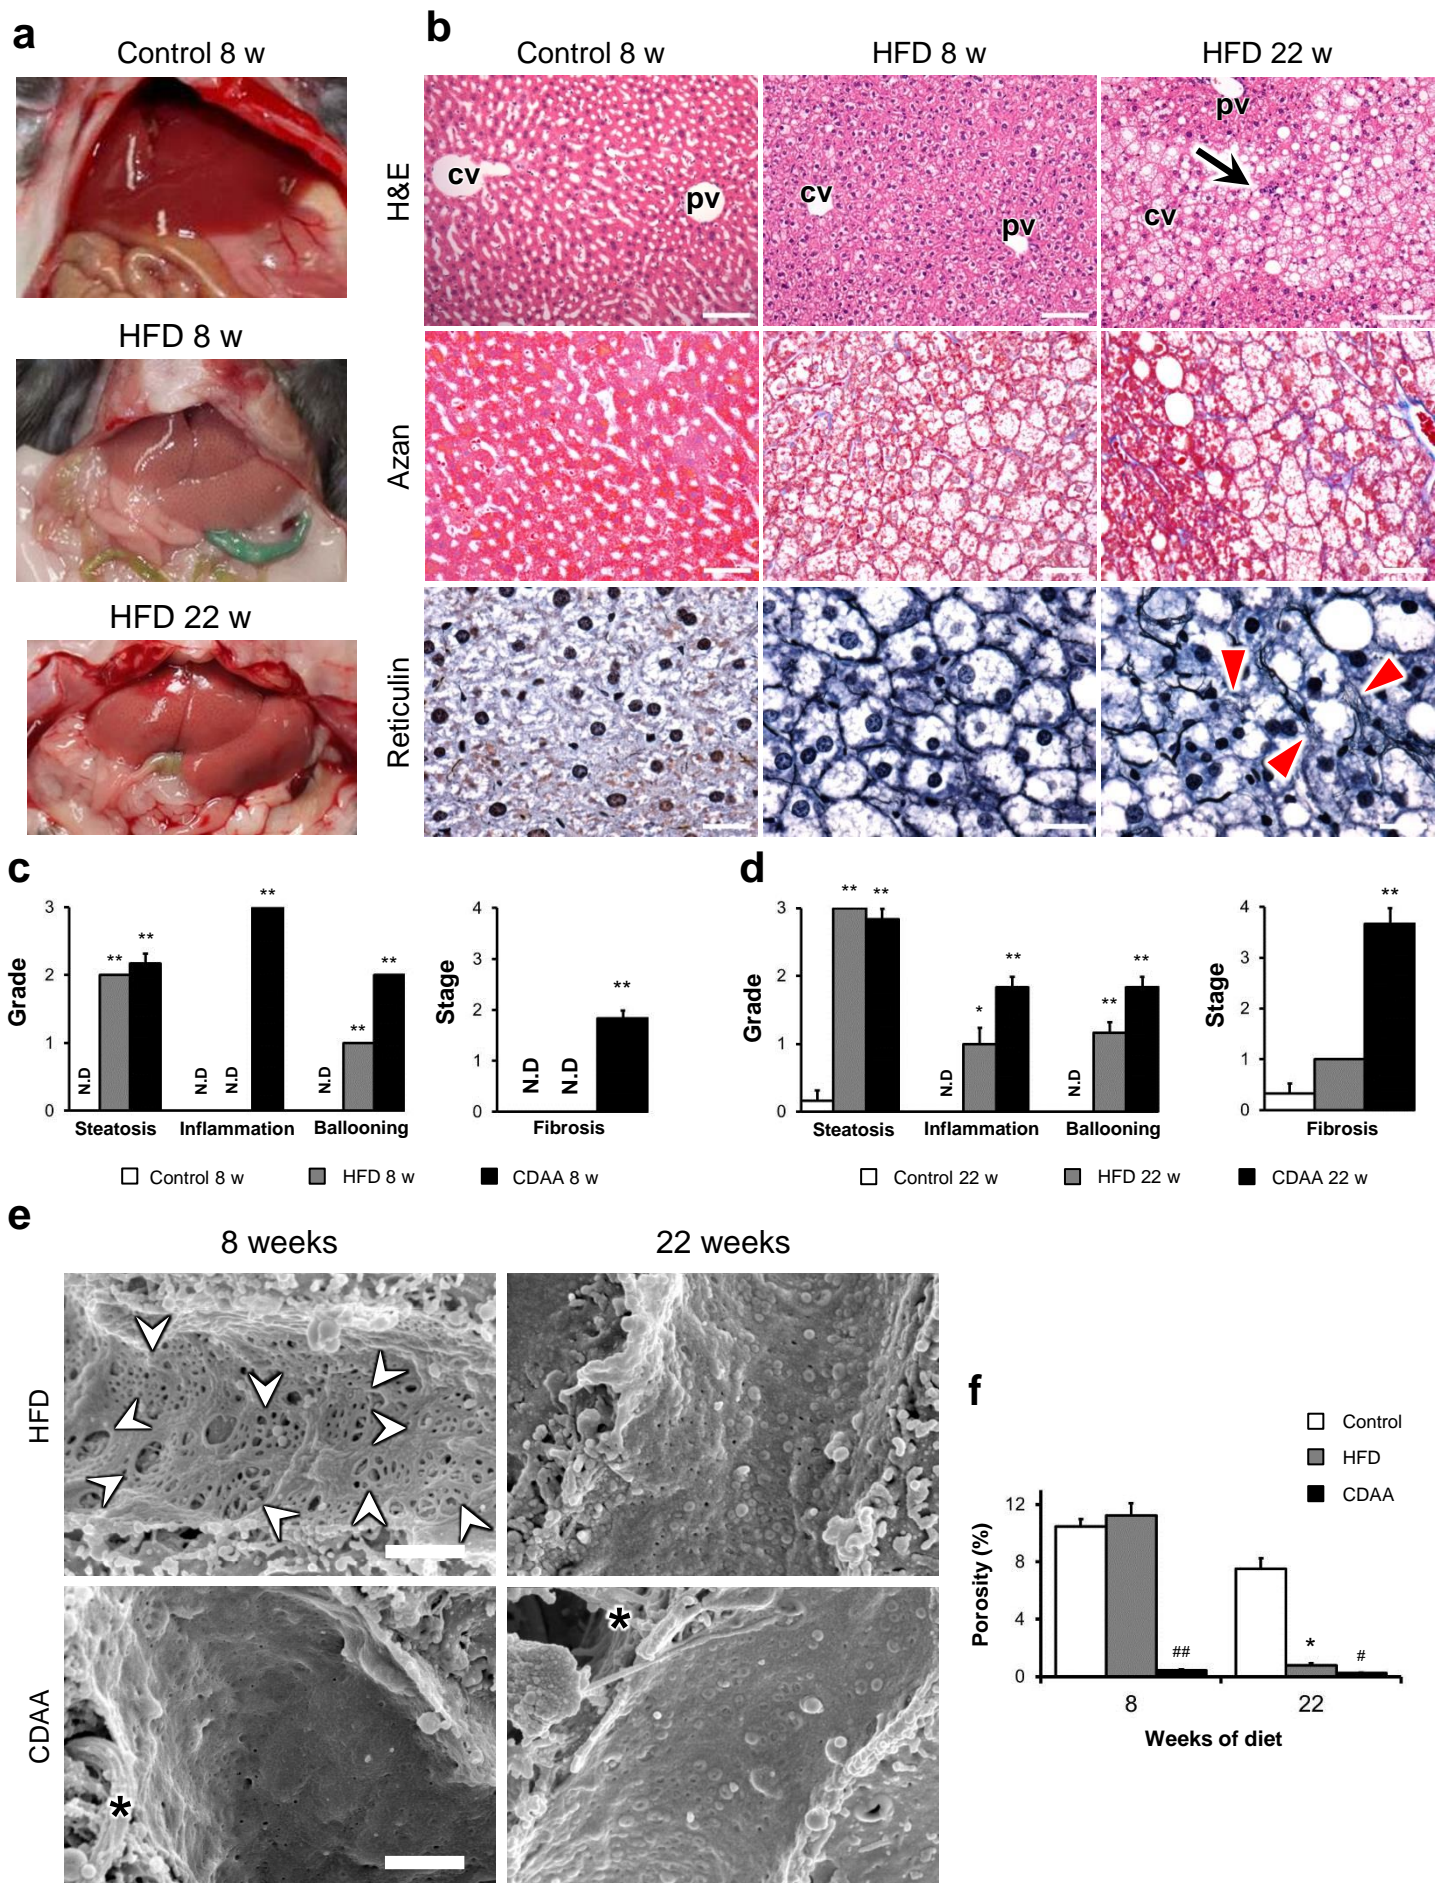 a
Control 8 w
HFD 8 w
HFD 22 w
b
Control 8 w
HFD 8 w
HFD 22 w
H&E
cv
pv
cv
pv
pv
cv
Azan
Reticulin
c
Grade
3
2
1
0
N.D
**
**
N.D
N.D
**
N.D
**
**
Steatosis
Inflammation
Ballooning
Stage
4
3
2
1
0
N.D
N.D
**
Fibrosis
Control 8 w
HFD 8 w
CDAA 8 w
d
Grade
3
2
1
0
**
**
N.D
*
**
N.D
**
**
Steatosis
Inflammation
Ballooning
Stage
4
3
2
1
0
**
Fibrosis
Control 22 w
HFD 22 w
CDAA 22 w
e
8 weeks
22 weeks
HFD
CDAA
*
*
f
Control
HFD
CDAA
Porosity (%)
12
8
4
0
##
*
#
8
22
Weeks of diet